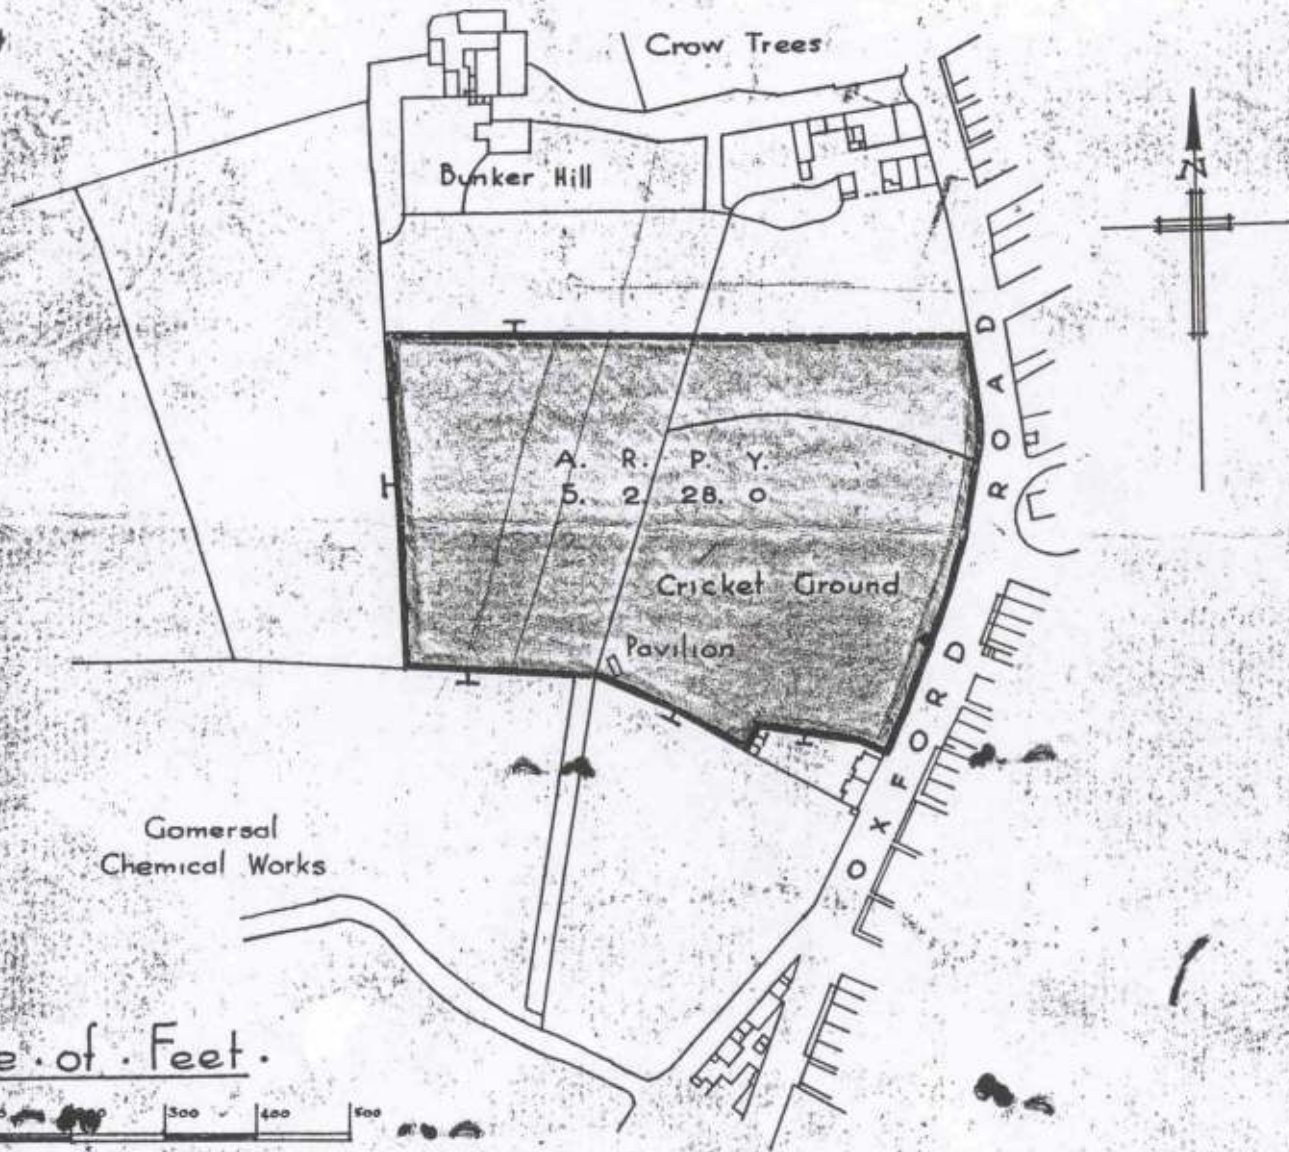 Crow Trees
Bunker Hill
N
A. R. P. Y.
5. 2. 28. 0
Cricket Ground
Pavilion
OXFORD ROAD
Gomersal
Chemical Works
of . Feet .
300 400 500